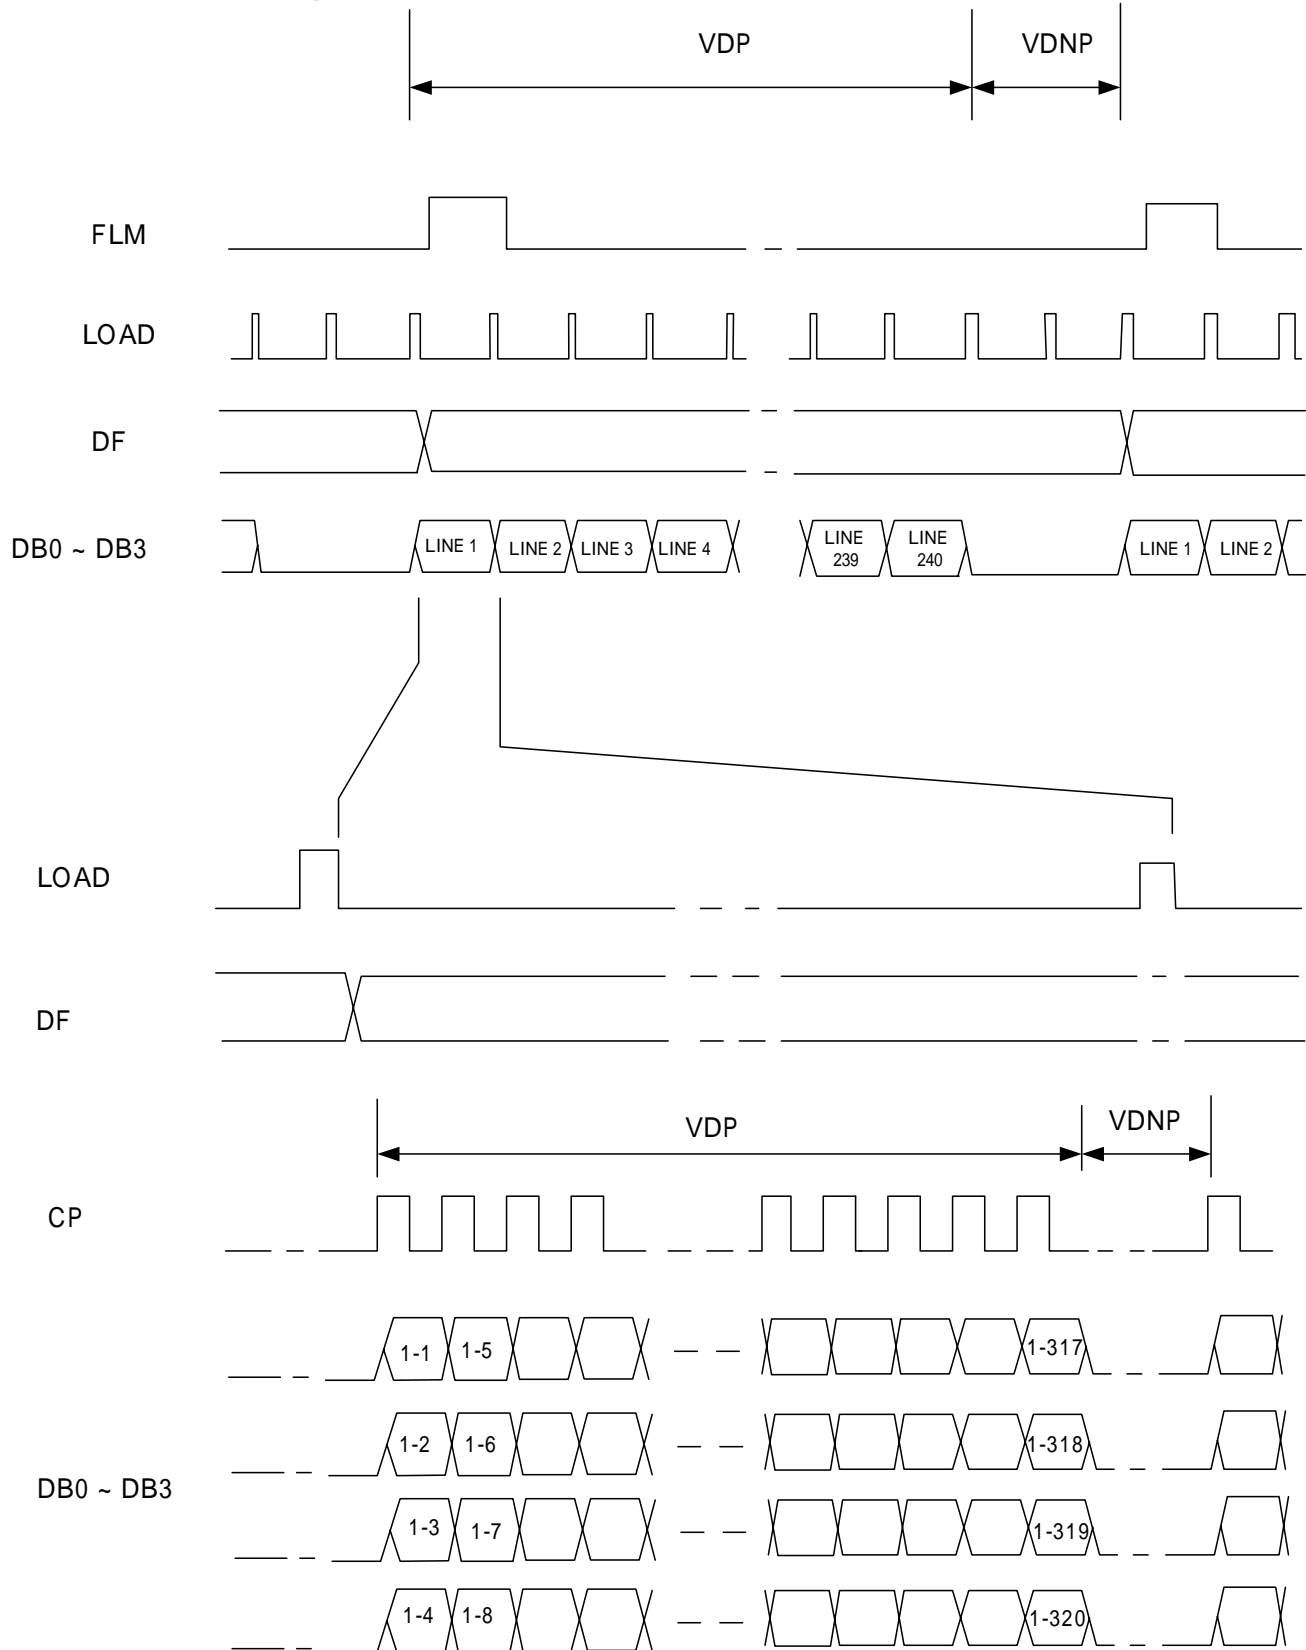 VDP VDNP
FLM
LOAD
DF
DB0 ~ DB3 LINE 1 LINE 2 LINE 3 LINE 4 LINE 239 LINE 240 LINE 1 LINE 2
LOAD
DF
VDP VDNP
CP
1-1 1-5 1-317
1-2 1-6 1-318
DB0 ~ DB3
1-3 1-7 1-319
1-4 1-8 1-320